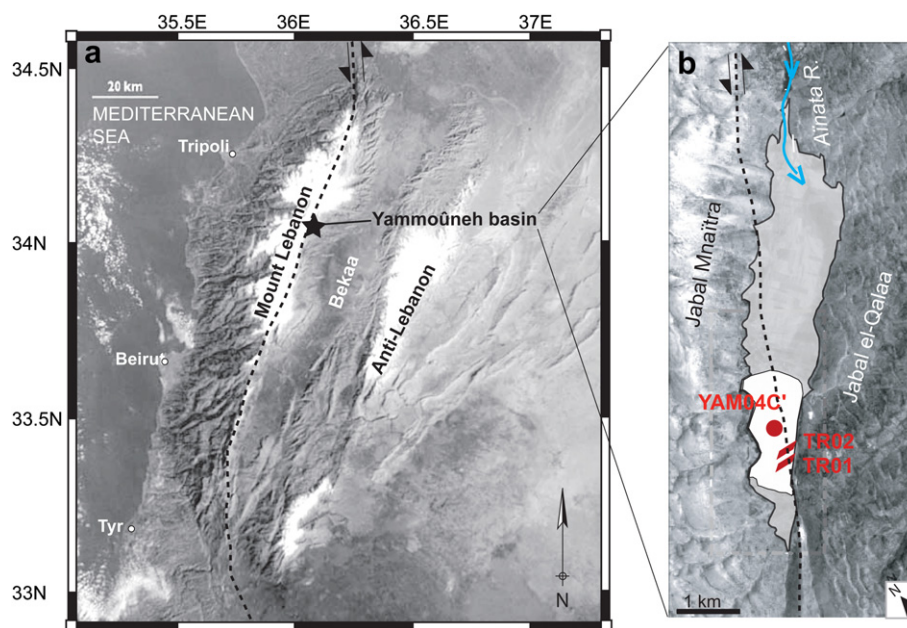 35.5E
36E
36.5E
37E
34.5N
34N
33.5N
33N
a
20 km
MEDITERRANEAN
SEA
Tripoli
Mount Lebanon
Yammoûneh basin
Bekaa
Anti-Lebanon
Beirut
Tyr
N
b
Ainata R.
Jabal Mnaïtra
Jabal el-Qalaa
YAM04C'
TR02
TR01
1 km
N